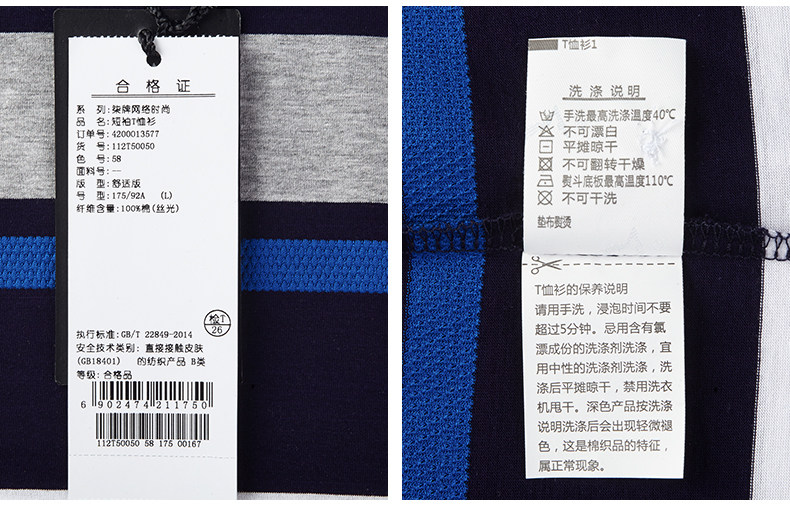 合格证
系 列:柒牌网络时尚
品 名:短袖T恤衫
订单号:4200013577
货 号:112T50050
色 号:58
面料号:—
版 型:舒适版
号 型:175/92A (L)
纤维含量:100%棉(丝光)
检T
26
执行标准:GB/T 22849-2014
安全技术类别: 直接接触皮肤
(GB18401) 的纺织产品 B类
等级:合格品
6 902474 211750
112T50050 58 175 00167
T恤衫1
洗涤说明
手洗最高洗涤温度40℃
不可漂白
平摊晾干
不可翻转干燥
熨斗底板最高温度110℃
不可干洗
垫布熨烫
T恤衫的保养说明
请用手洗，浸泡时间不要
超过5分钟。忌用含有氯
漂成份的洗涤剂洗涤，宜
用中性的洗涤剂洗涤，洗
涤后平摊晾干，禁用洗衣
机甩干。深色产品按洗涤
说明洗涤后会出现轻微褪
色，这是棉织品的特征，
属正常现象。